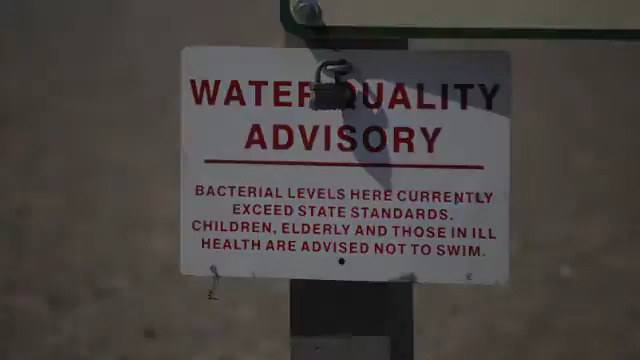 WATER QUALITY
ADVISORY
BACTERIAL LEVELS HERE CURRENTLY
EXCEED STATE STANDARDS.
CHILDREN, ELDERLY AND THOSE IN ILL
HEALTH ARE ADVISED NOT TO SWIM.